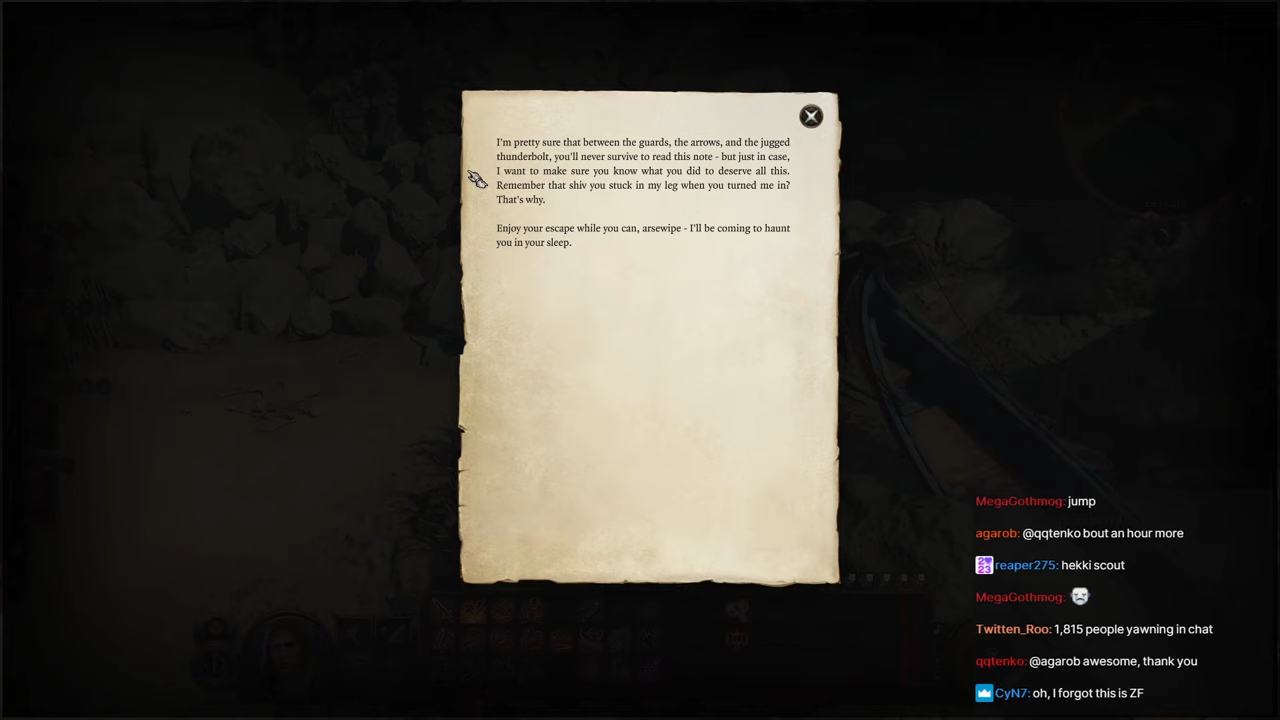 I'm pretty sure that between the guards, the arrows, and the jugged
thunderbolt, you'll never survive to read this note - but just in case,
I want to make sure you know what you did to deserve all this.
Remember that shiv you stuck in my leg when you turned me in?
That's why.
Enjoy your escape while you can, arsewipe - I'll be coming to haunt
you in your sleep.
MegaGothmog: jump
agarob: @qqtenko bout an hour more
reaper275: hekki scout
MegaGothmog:
Twitten_Roo: 1,815 people yawning in chat
qqtenko: @agarob awesome, thank you
CyN7: oh, I forgot this is ZF